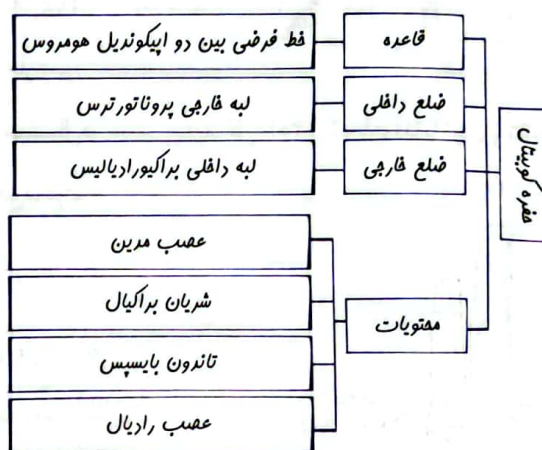 حفره کوبیتال
قاعده
خط فرضی بین دو اپیکوندیل هومروس
ضلع داخلی
لبه خارجی پروناتورترس
ضلع خارجی
لبه داخلی براکیورادیالیس
محتویات
عصب مدین
شریان براکیال
تاندون بایسپس
عصب رادیال